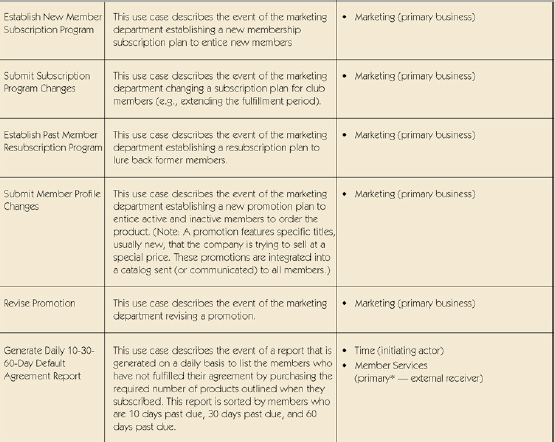 Establish New Member
Subscription Program
This use case describes the event of the marketing
department establishing a new membership
subscription plan to entice new members
• Marketing (primary business)
Submit Subscription
Program Changes
This use case describes the event of the marketing
department changing a subscription plan for club
members (e.g., extending the fulfillment period).
• Marketing (primary business)
Establish Past Member
Resubscription Program
This use case describes the event of the marketing
department establishing a resubscription plan to
lure back former members.
• Marketing (primary business)
Submit Member Profile
Changes
This use case describes the event of the marketing
department establishing a new promotion plan to
entice active and inactive members to order the
product. (Note: A promotion features specific titles,
usually new, that the company is trying to sell at a
special price. These promotions are integrated into
a catalog sent (or communicated) to all members.)
• Marketing (primary business)
Revise Promotion
This use case describes the event of the marketing
department revising a promotion.
• Marketing (primary business)
Generate Daily 10-30-
60-Day Default
Agreement Report
This use case describes the event of a report that is
generated on a daily basis to list the members who
have not fulfilled their agreement by purchasing the
required number of products outlined when they
subscribed. This report is sorted by members who
are 10 days past due, 30 days past due, and 60
days past due.
• Time (initiating actor)
• Member Services
(primary* — external receiver)